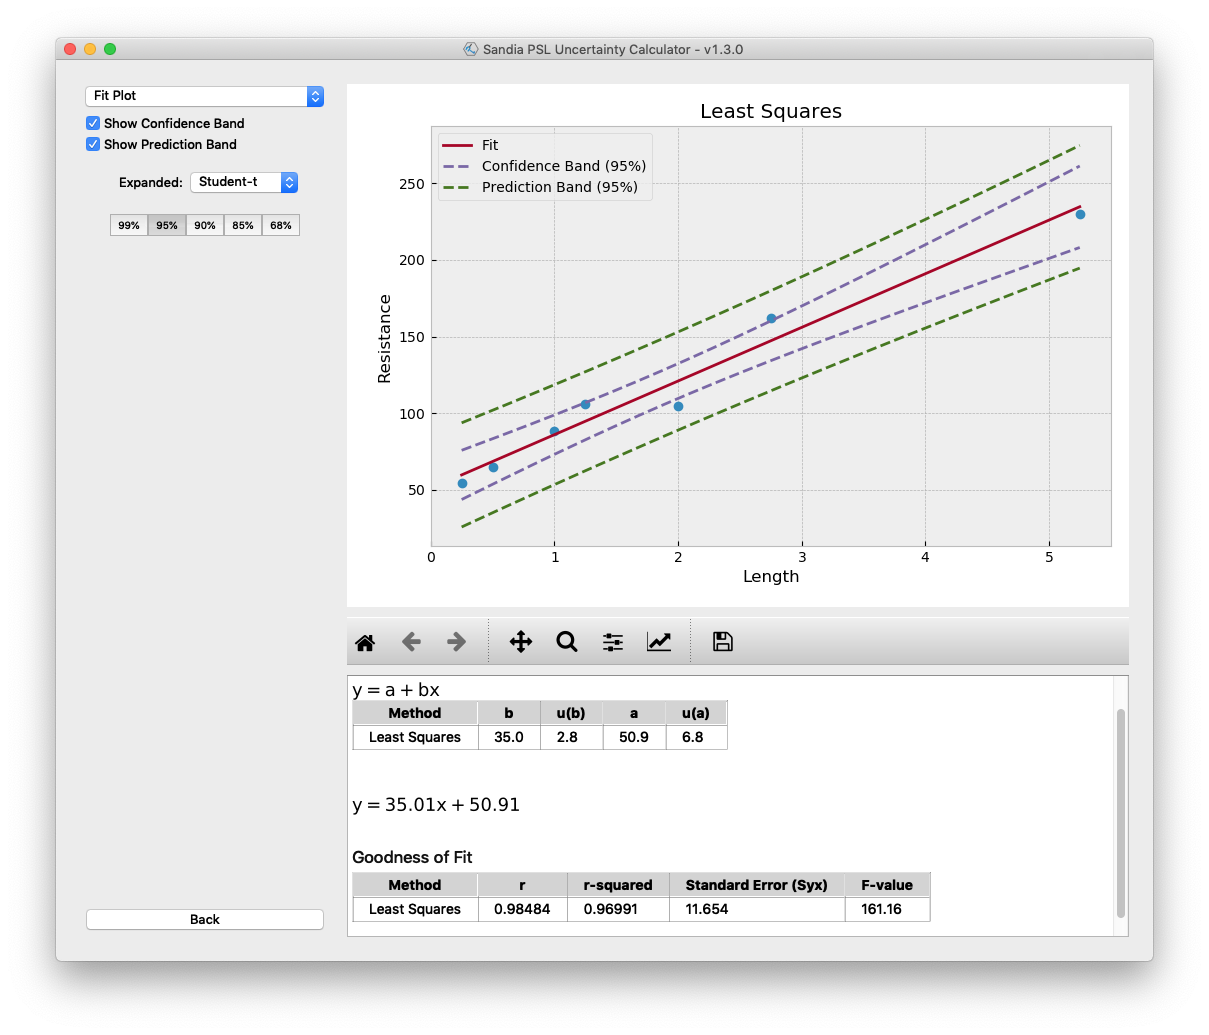 Sandia PSL Uncertainty Calculator - v1.3.0
Fit Plot
Show Confidence Band
Show Prediction Band
Expanded: Student-t
99% 95% 90% 85% 68%
Back
Least Squares
Fit
Confidence Band (95%)
Prediction Band (95%)
250
200
150
100
50
Resistance
0 1 2 3 4 5
Length
y = a + bx
Method b u(b) a u(a)
Least Squares 35.0 2.8 50.9 6.8
y = 35.01x + 50.91
Goodness of Fit
Method r r-squared Standard Error (Syx) F-value
Least Squares 0.98484 0.96991 11.654 161.16